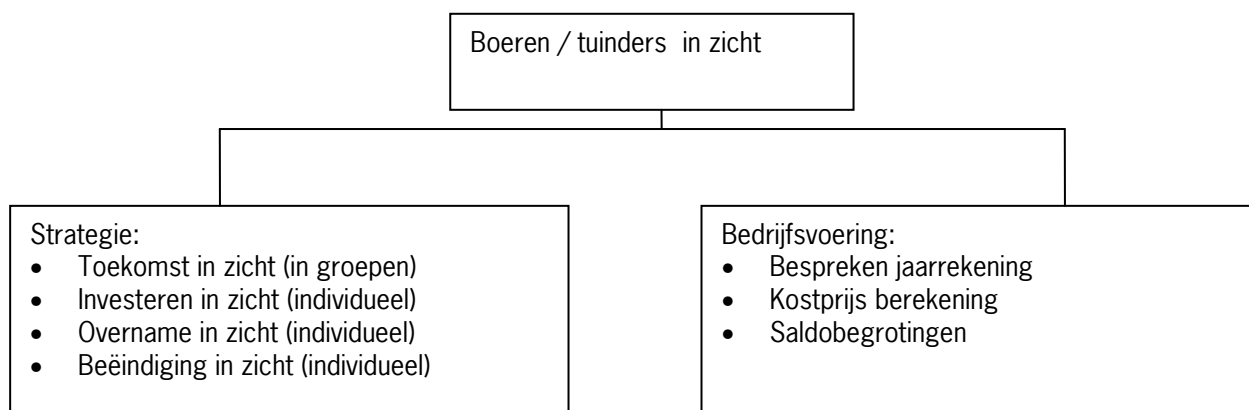 Boeren / tuinders in zicht
Strategie:
• Toekomst in zicht (in groepen)
• Investeren in zicht (individueel)
• Overname in zicht (individueel)
• Beëindiging in zicht (individueel)
Bedrijfsvoering:
• Bespreken jaarrekening
• Kostprijs berekening
• Saldobegrotingen